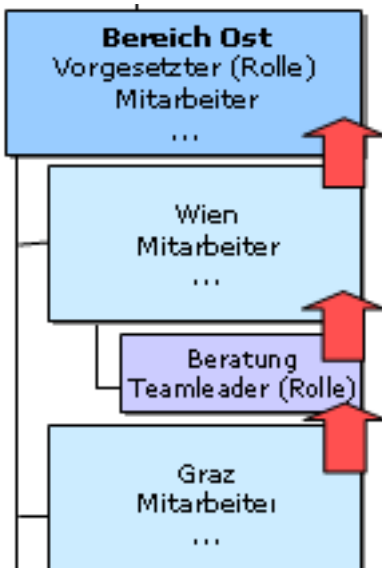 Bereich Ost
Vorgesetzter (Rolle)
Mitarbeiter
...
Wien
Mitarbeiter
...
Beratung
Teamleader (Rolle)
Graz
Mitarbeiter
...